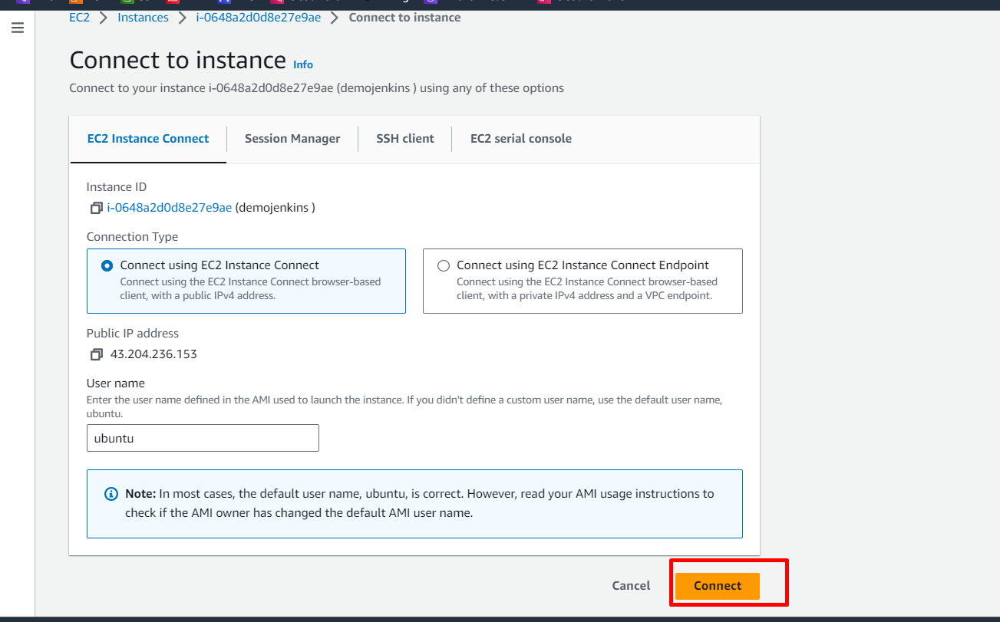 EC2 > Instances > i-0648a2d0d8e27e9ae > Connect to instance
Connect to instance Info
Connect to your instance i-0648a2d0d8e27e9ae (demojenkins ) using any of these options
EC2 Instance Connect Session Manager SSH client EC2 serial console
Instance ID
i-0648a2d0d8e27e9ae (demojenkins )
Connection Type
Connect using EC2 Instance Connect
Connect using the EC2 Instance Connect browser-based
client, with a public IPv4 address.
Connect using EC2 Instance Connect Endpoint
Connect using the EC2 Instance Connect browser-based
client, with a private IPv4 address and a VPC endpoint.
Public IP address
43.204.236.153
User name
Enter the user name defined in the AMI used to launch the instance. If you didn't define a custom user name, use the default user name,
ubuntu.
ubuntu
Note: In most cases, the default user name, ubuntu, is correct. However, read your AMI usage instructions to
check if the AMI owner has changed the default AMI user name.
Cancel Connect